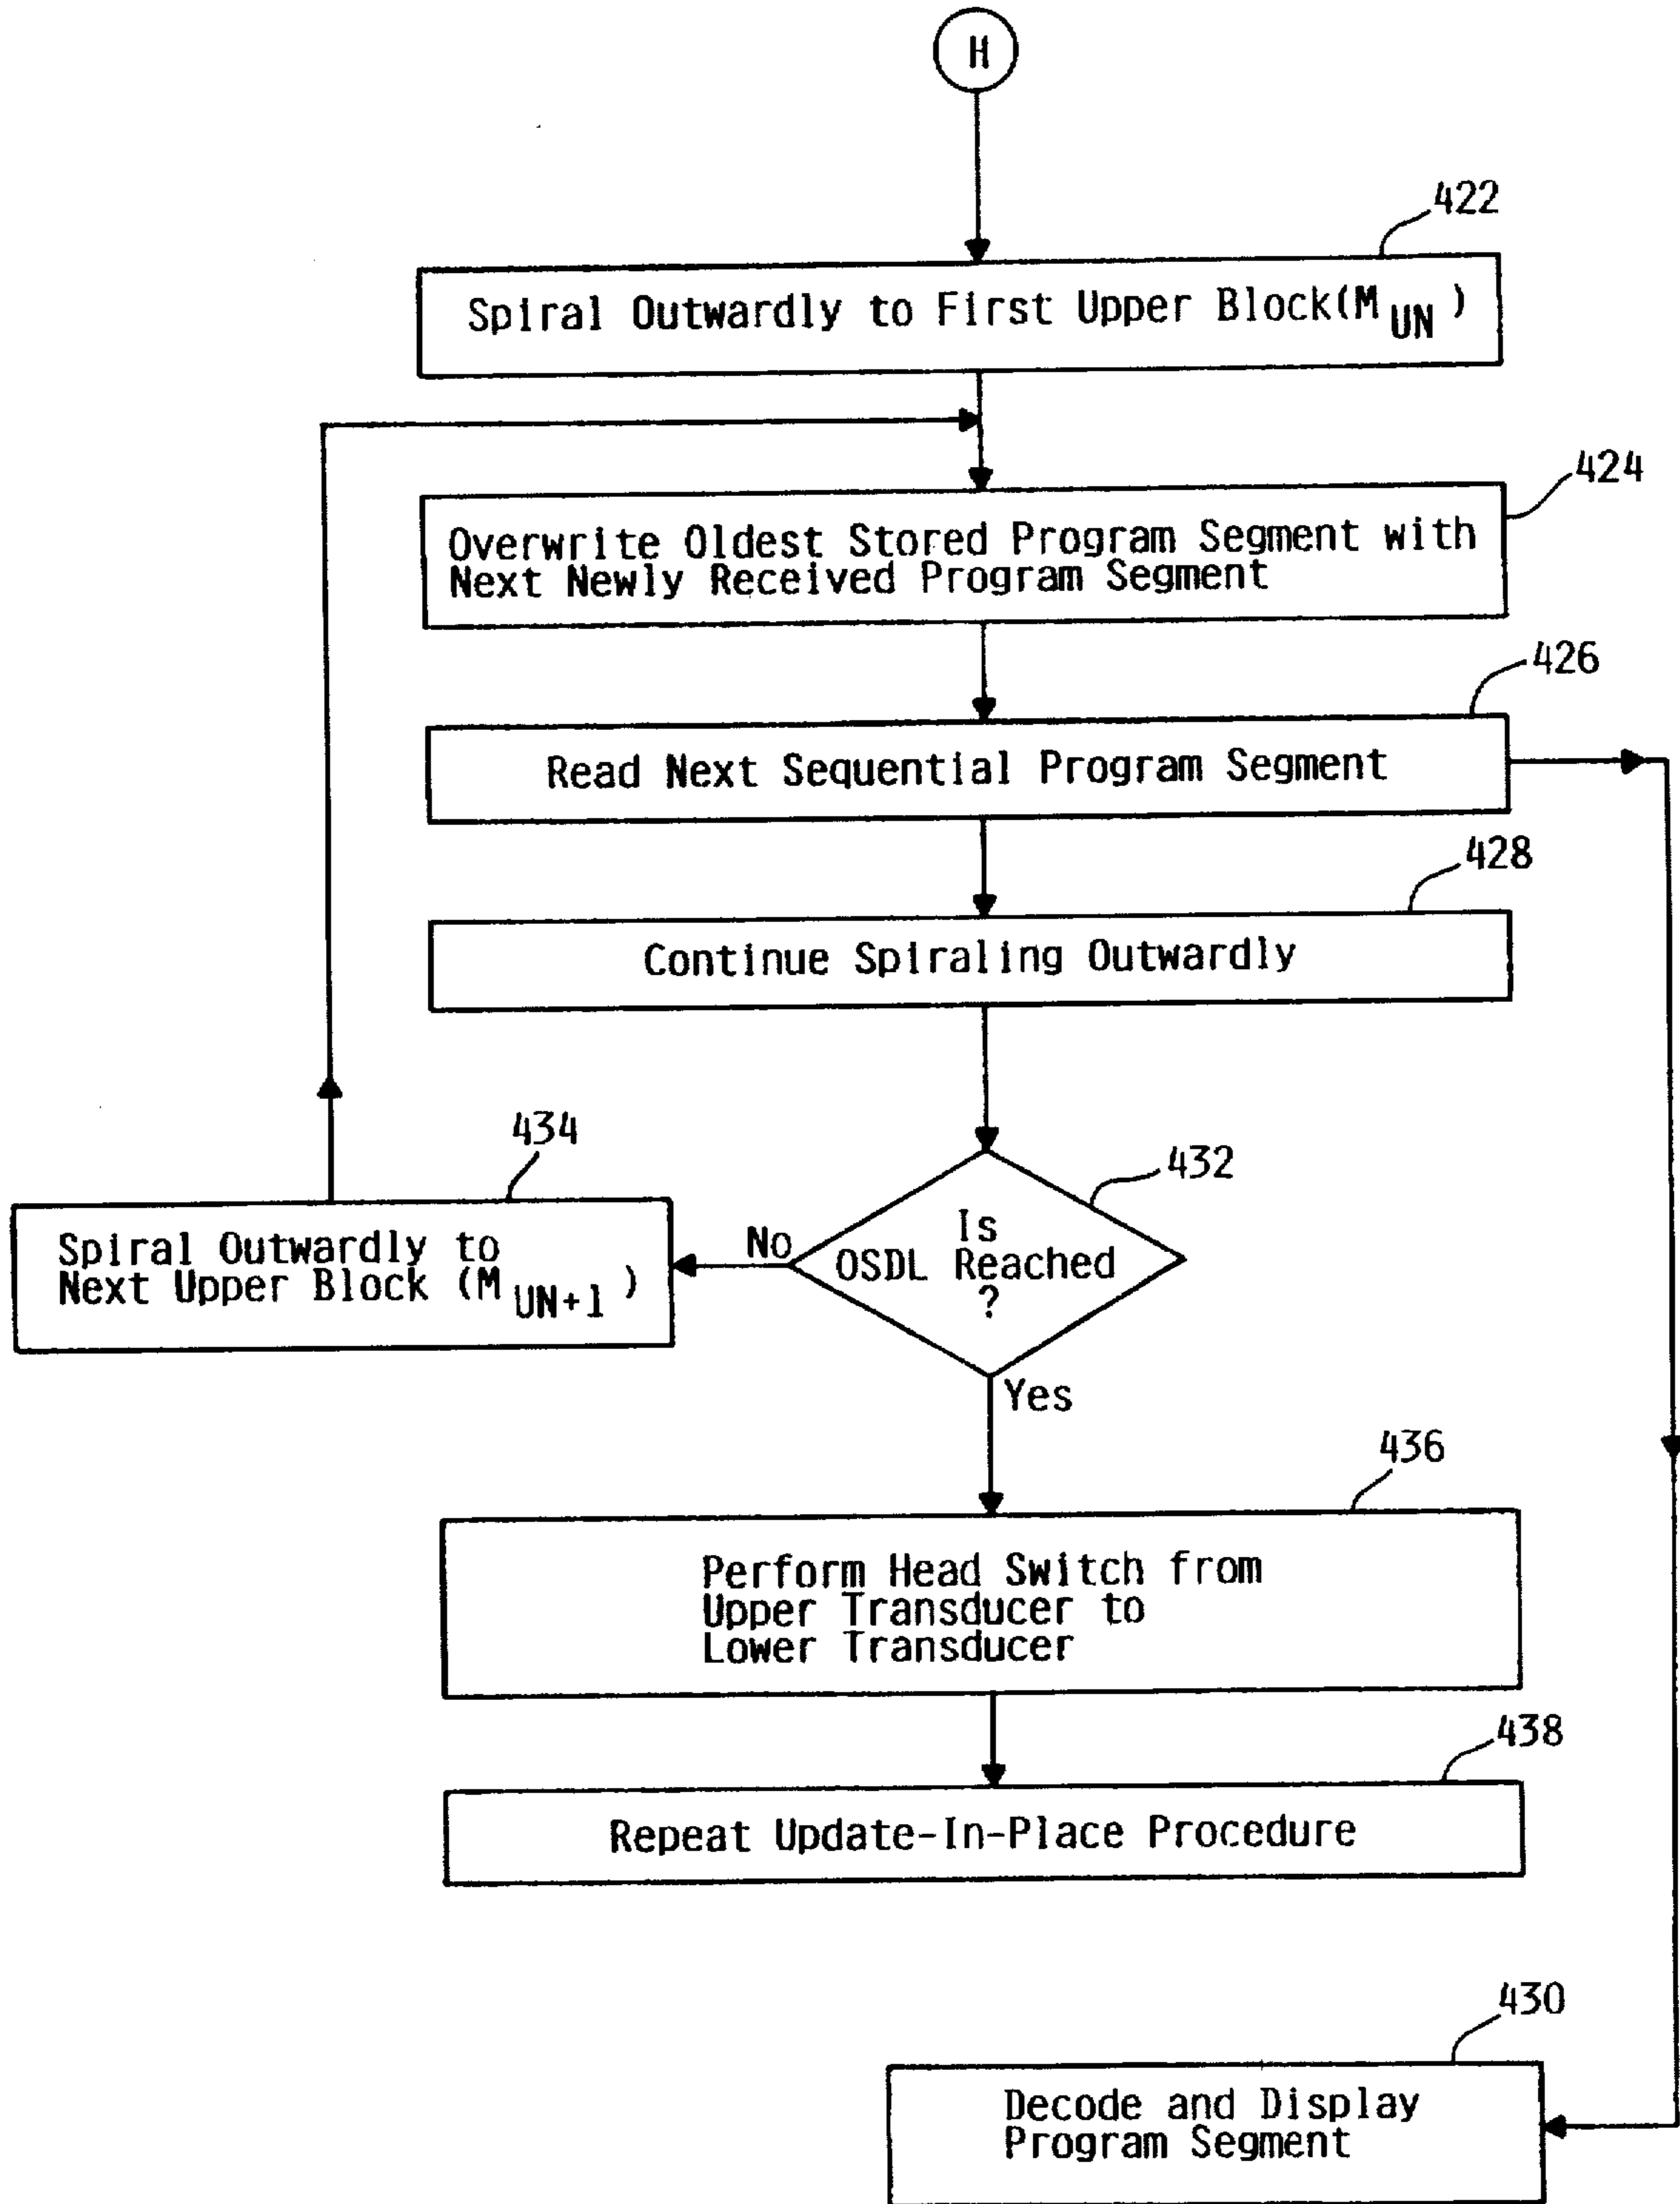 H
422
Spiral Outwardly to First Upper Block(M UN )
424
Overwrite Oldest Stored Program Segment with
Next Newly Received Program Segment
426
Read Next Sequential Program Segment
428
Continue Spiraling Outwardly
434
432
Spiral Outwardly to
Next Upper Block (M UN+1 )
No
Is
OSDL Reached
?
Yes
436
Perform Head Switch from
Upper Transducer to
Lower Transducer
438
Repeat Update-In-Place Procedure
430
Decode and Display
Program Segment